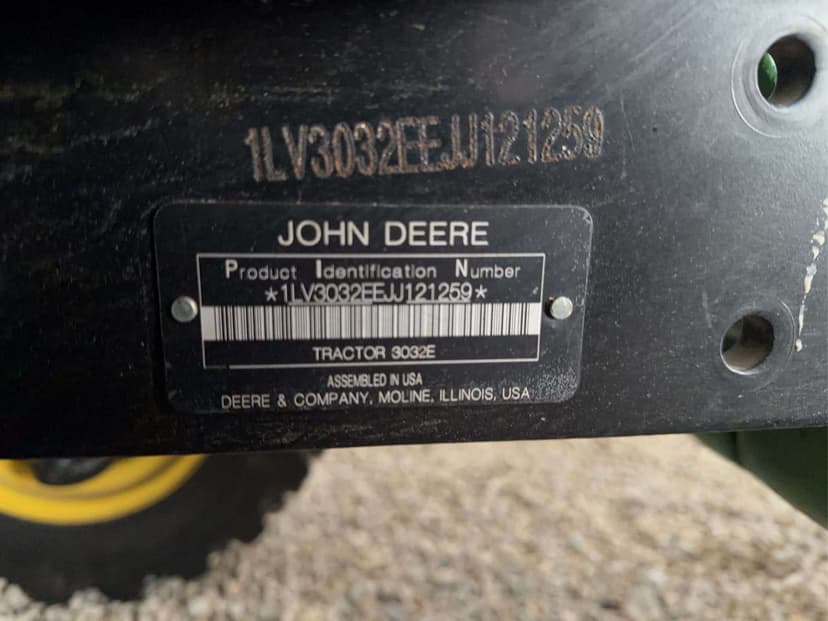 1LV3032EEJJ121259
JOHN DEERE
Product Identification Number
*1LV3032EEJJ121259*
TRACTOR 3032E
ASSEMBLED IN USA
DEERE & COMPANY, MOLINE, ILLINOIS, USA